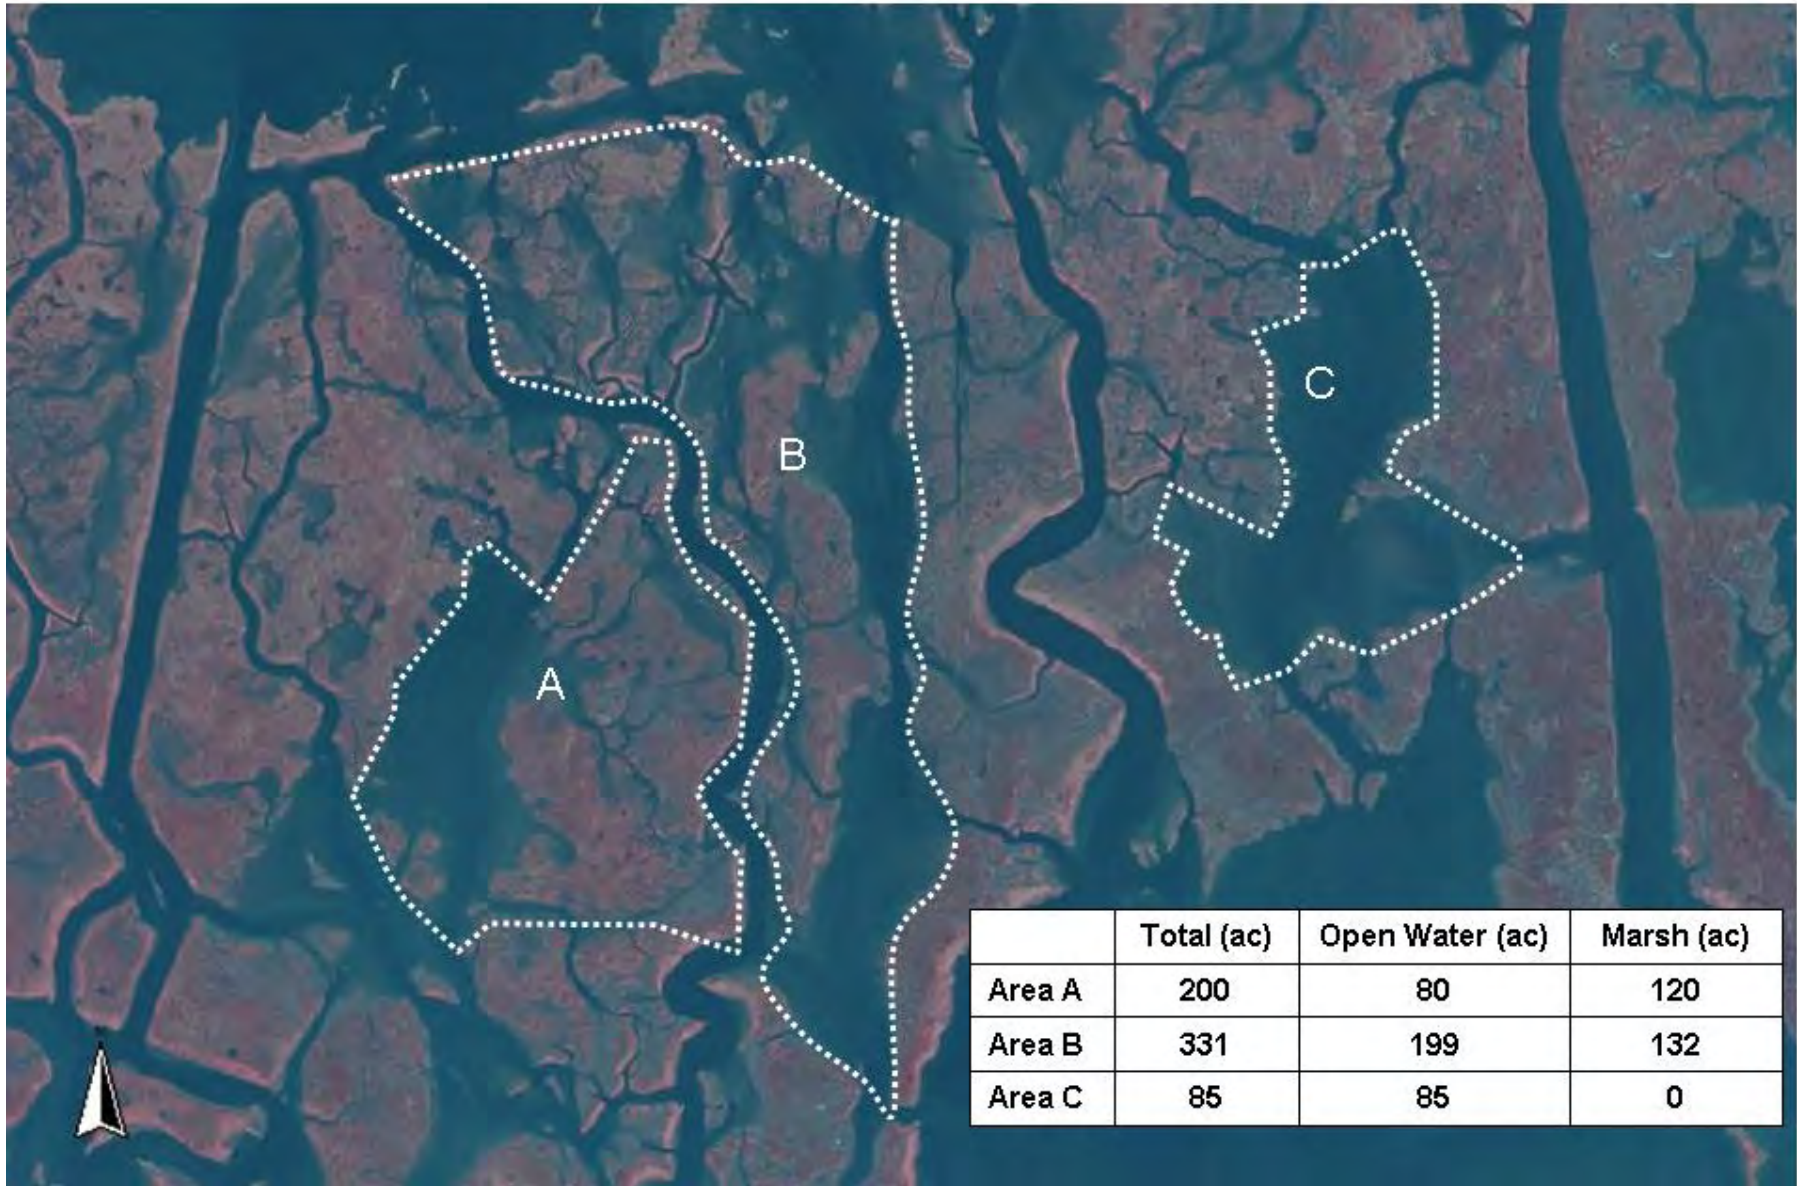 A
B
C
Total (ac) Open Water (ac) Marsh (ac)
Area A 200 80 120
Area B 331 199 132
Area C 85 85 0